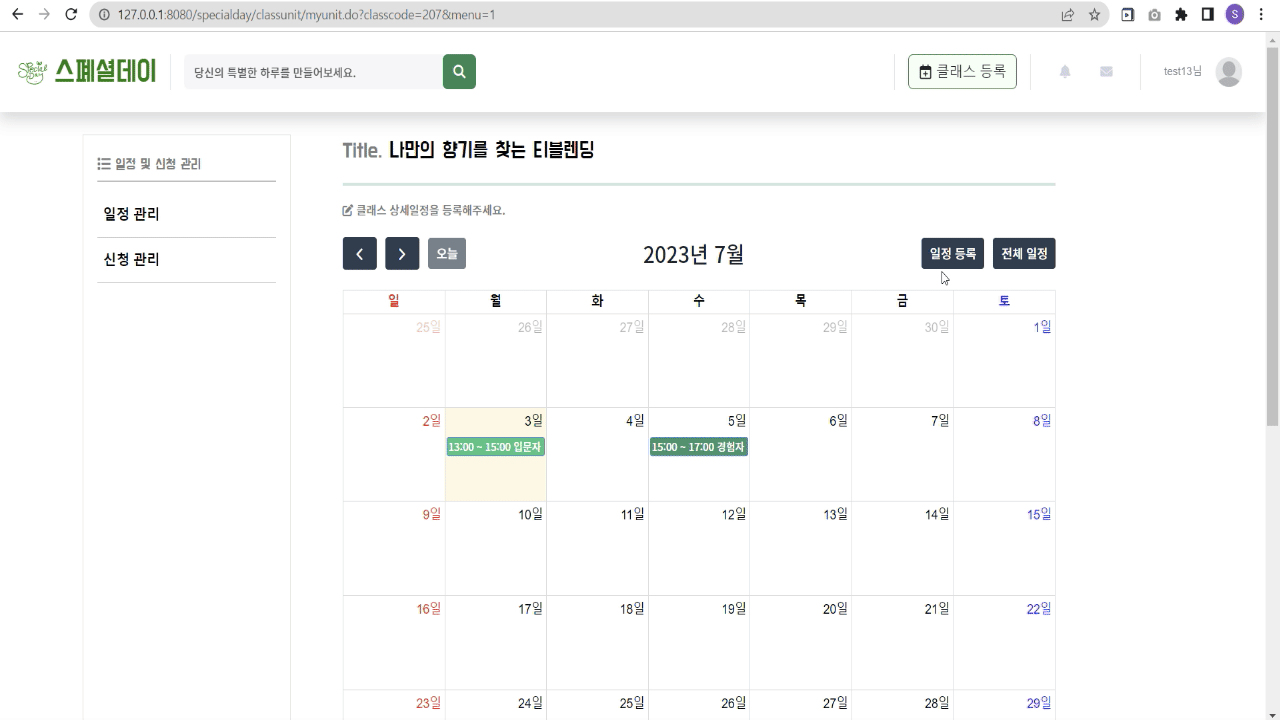 127.0.0.1:8080/specialday/classunit/myunit.do?classcode=207&menu=1
S
Special Day
스페셜데이
당신의 특별한 하루를 만들어보세요.
클래스 등록
test13님
일정 및 신청 관리
일정 관리
신청 관리
Title. 나만의 향기를 찾는 티블렌딩
클래스 상세일정을 등록해주세요.
오늘
2023년 7월
일정 등록
전체 일정
일 월 화 수 목 금 토
25일 26일 27일 28일 29일 30일 1일
2일 3일 4일 5일 6일 7일 8일
13:00 ~ 15:00 입문자
15:00 ~ 17:00 경험자
9일 10일 11일 12일 13일 14일 15일
16일 17일 18일 19일 20일 21일 22일
23일 24일 25일 26일 27일 28일 29일